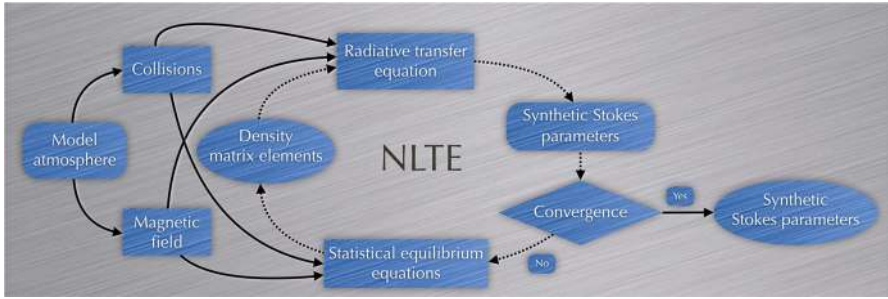 Collisions
Radiative transfer
equation
Model
atmosphere
Density
matrix elements
NLTE
Synthetic Stokes
parameters
Magnetic
field
Convergence
Yes
Synthetic
Stokes parameters
Statistical equilibrium
equations
No